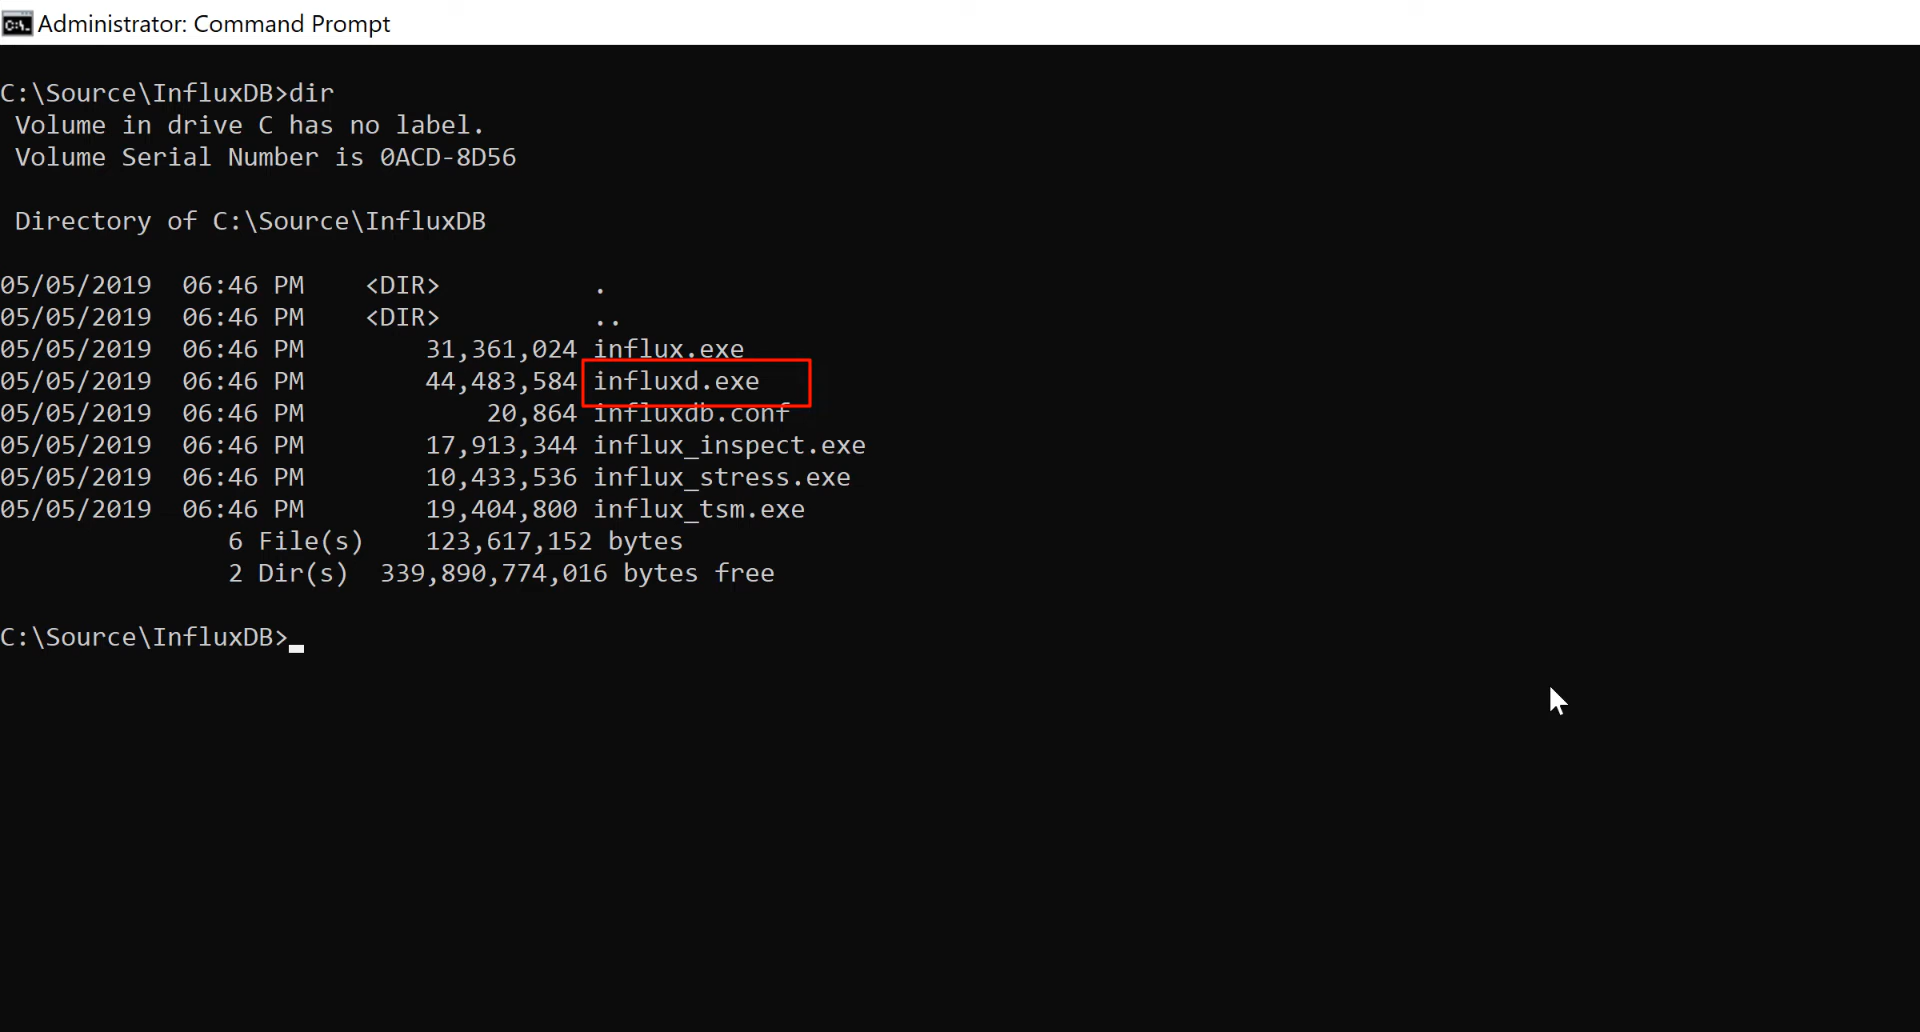 Administrator: Command Prompt
C:\Source\InfluxDB>dir
 Volume in drive C has no label.
 Volume Serial Number is 0ACD-8D56
 Directory of C:\Source\InfluxDB
05/05/2019  06:46 PM    <DIR>          .
05/05/2019  06:46 PM    <DIR>          ..
05/05/2019  06:46 PM        31,361,024 influx.exe
05/05/2019  06:46 PM        44,483,584 influxd.exe
05/05/2019  06:46 PM            20,864 influxdb.conf
05/05/2019  06:46 PM        17,913,344 influx_inspect.exe
05/05/2019  06:46 PM        10,433,536 influx_stress.exe
05/05/2019  06:46 PM        19,404,800 influx_tsm.exe
               6 File(s)    123,617,152 bytes
               2 Dir(s)  339,890,774,016 bytes free
C:\Source\InfluxDB>